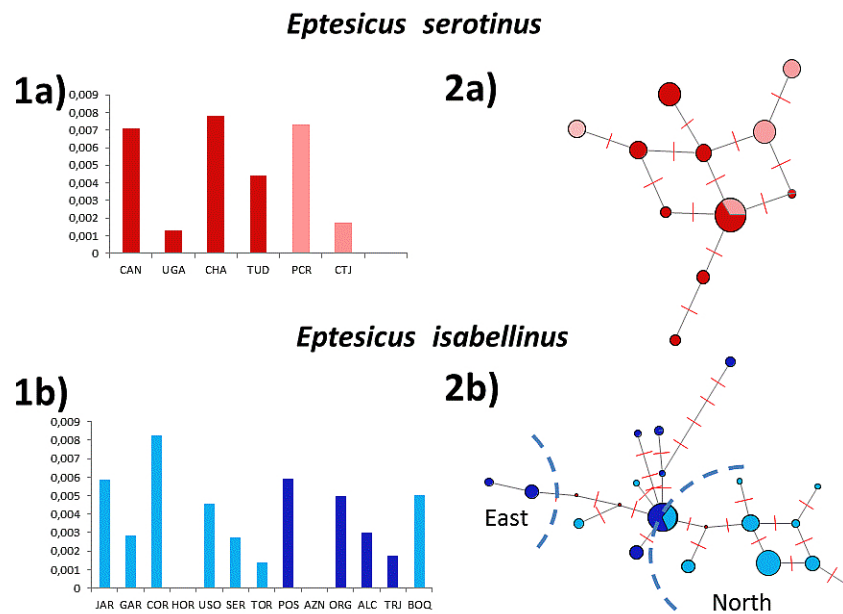 Eptesicus serotinus
1a)
2a)
0,009
0,008
0,007
0,006
0,005
0,004
0,003
0,002
0,001
0
CAN UGA CHA TUD PCR CTJ
Eptesicus isabellinus
1b)
2b)
0,009
0,008
0,007
0,006
0,005
0,004
0,003
0,002
0,001
0
JAR GAR COR HOR USO SER TOR POS AZN ORG ALC TRJ BOQ
East
North